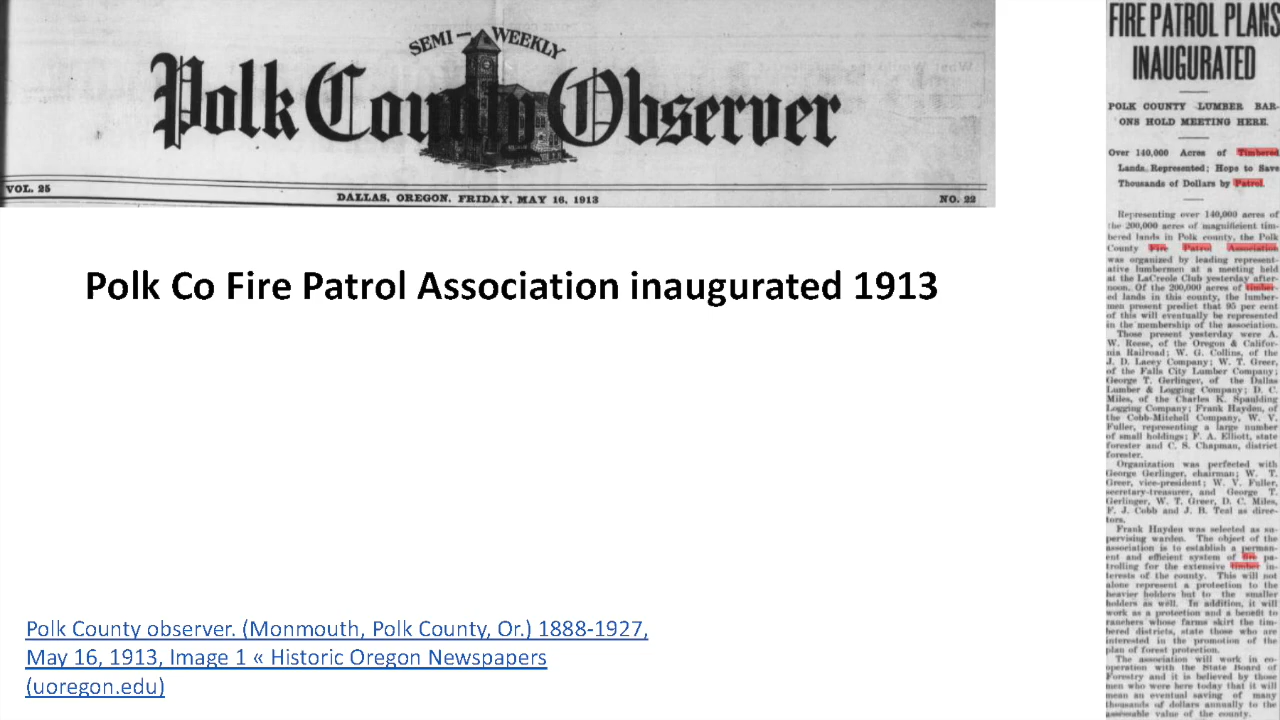 SEMI-WEEKLY
Polk County Observer
VOL. 25
DALLAS, OREGON, FRIDAY, MAY 16, 1913
NO. 22
Polk Co Fire Patrol Association inaugurated 1913
Polk County observer. (Monmouth, Polk County, Or.) 1888-1927,
May 16, 1913, Image 1 « Historic Oregon Newspapers
(uoregon.edu)
FIRE PATROL PLANS
INAUGURATED
POLK COUNTY LUMBER BAR-
ONS HOLD MEETING HERE.
Over 140,000 Acres of Timbered
Lands Represented; Hope to Save
Thousands of Dollars by Patrol.
Representing over 140,000 acres of
the 200,000 acres of magnificient tim-
bered lands in Polk county, the Polk
County Fire Patrol Association
was organized by leading represent-
ative lumbermen at a meeting held
at the LaCreole Club yesterday after-
noon. Of the 200,000 acres of timber-
ed lands in this county, the lumber-
men present predict that 95 per cent
of this will eventually be represented
in the membership of the association.
Those present yesterday were A.
W. Reese, of the Oregon & Califor-
nia Railroad; W. G. Collins, of the
J. D. Lacey Company; W. T. Greer,
of the Falls City Lumber Company;
George T. Gerlinger, of the Dallas
Lumber & Logging Company; D. C.
Miles, of the Charles K. Spaulding
Logging Company; Frank Hayden, of
the Cobb-Mitchell Company, W. V.
Fuller, representing a large number
of small holdings; F. A. Elliott, state
forester and C. S. Chapman, district
forester.
Organization was perfected with
George Gerlinger, chairman; W. T.
Greer, vice-president; W. V. Fuller,
secretary-treasurer, and George T.
Gerlinger, W. T. Greer, D. C. Miles,
F. J. Cobb and J. B. Teal as direc-
tors.
Frank Hayden was selected as su-
pervising warden. The object of the
association is to establish a perman-
ent and efficient system of fire pa-
trolling for the extensive timber in-
terests of the county. This will not
alone represent a protection to the
heavier holders but to the smaller
holders as well. In addition, it will
work as a protection and a benefit to
ranchers whose farms skirt the tim-
bered districts, state those who are
interested in the promotion of the
plan of forest protection.
The association will work in co-
operation with the State Board of
Forestry and it is believed by those
men who were here today that it will
mean an eventual saving of many
thousands of dollars annually to the
assessable value of the county.